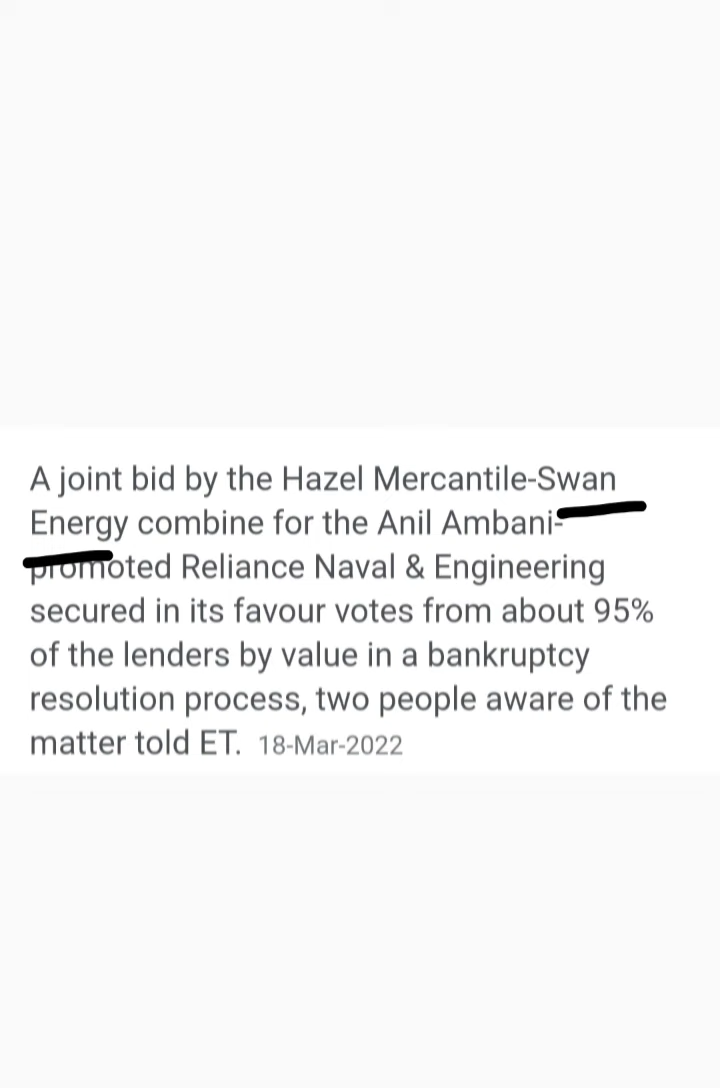 A joint bid by the Hazel Mercantile-Swan
Energy combine for the Anil Ambani-
promoted Reliance Naval & Engineering
secured in its favour votes from about 95%
of the lenders by value in a bankruptcy
resolution process, two people aware of the
matter told ET. 18-Mar-2022